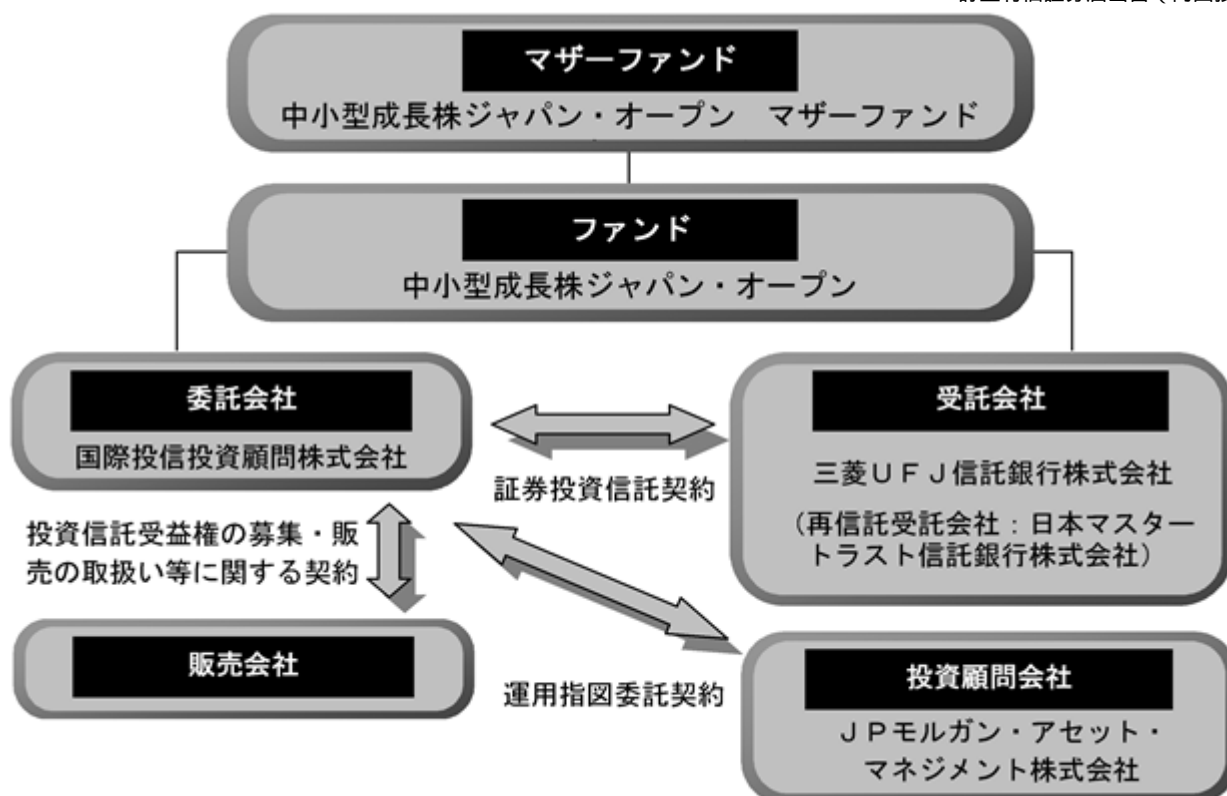 マザーファンド
中小型成長株ジャパン・オープン　マザーファンド
ファンド
中小型成長株ジャパン・オープン
委託会社
国際投信投資顧問株式会社
証券投資信託契約
受託会社
三菱ＵＦＪ信託銀行株式会社
（再信託受託会社：日本マスター
トラスト信託銀行株式会社）
投資信託受益権の募集・販
売の取扱い等に関する契約
販売会社
運用指図委託契約
投資顧問会社
ＪＰモルガン・アセット・
マネジメント株式会社